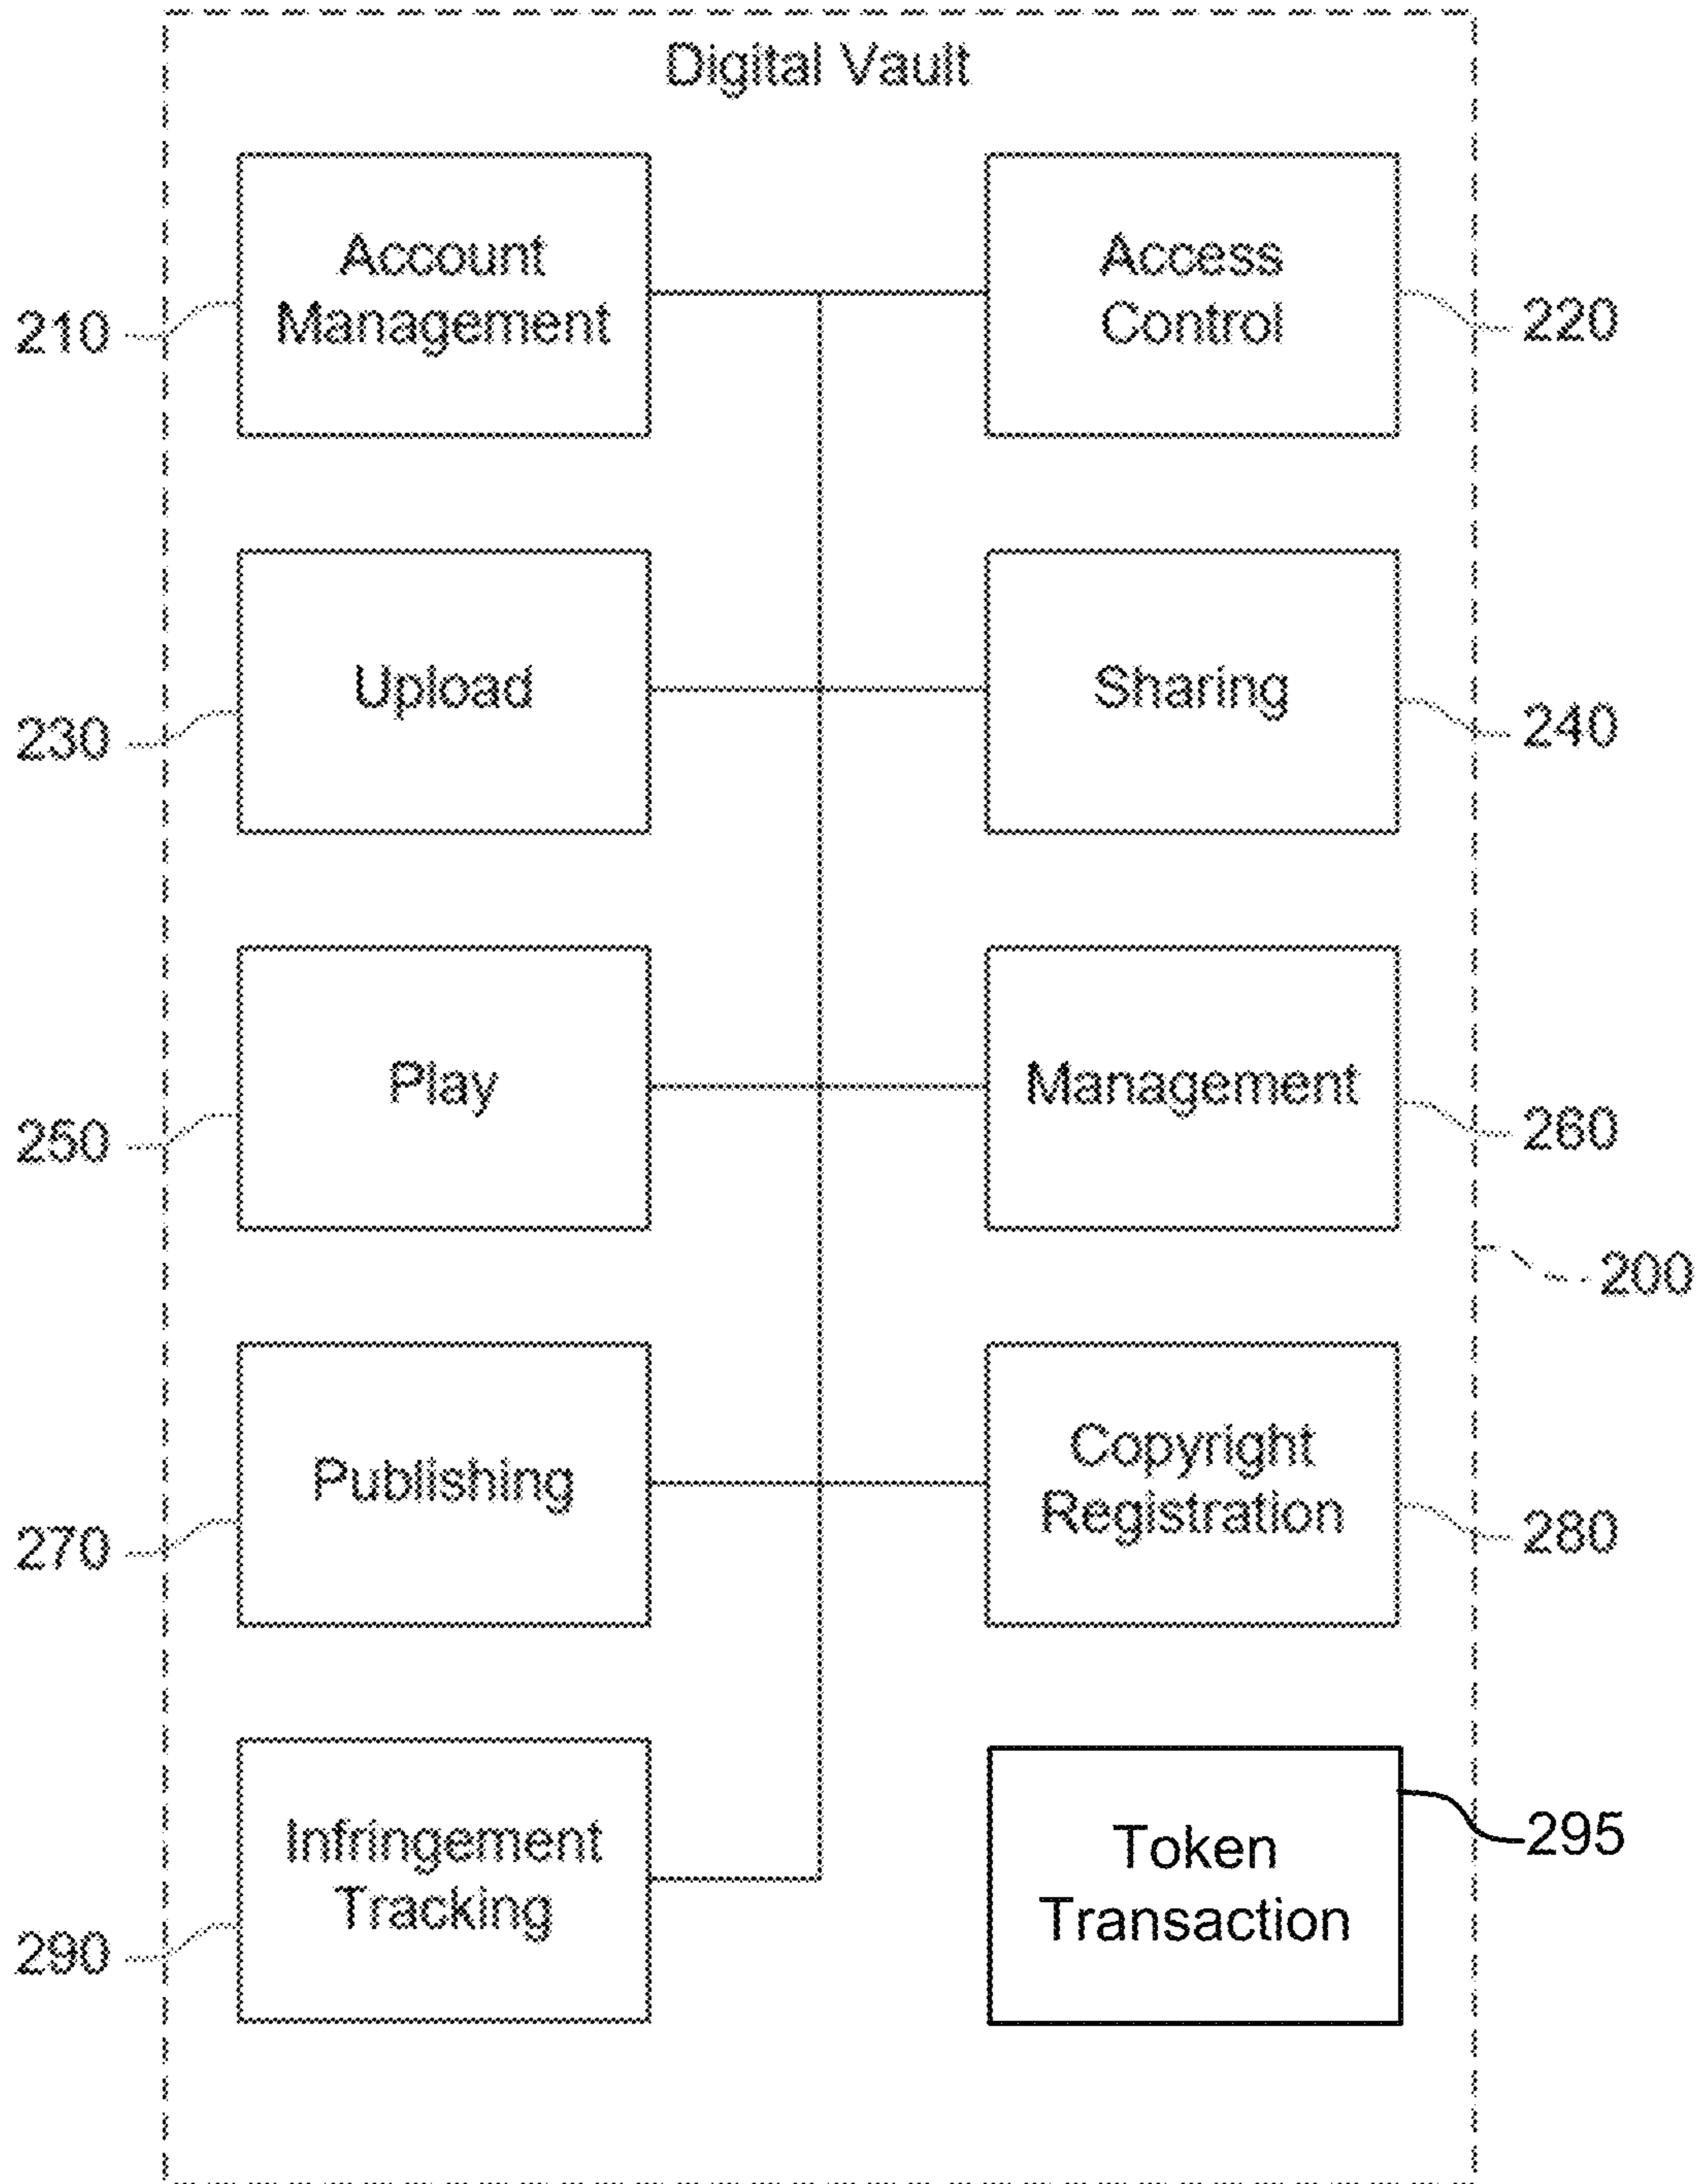 Digital Vault
Account
Management
210
Access
Control
220
Upload
230
Sharing
240
Play
250
Management
260
200
Publishing
270
Copyright
Registration
280
Infringement
Tracking
290
Token
Transaction
295